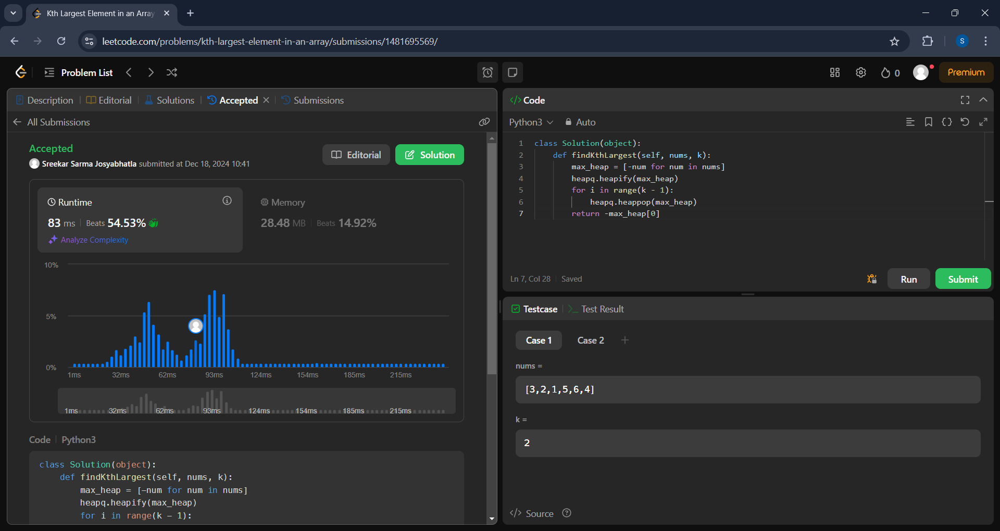 Kth Largest Element in an Array
leetcode.com/problems/kth-largest-element-in-an-array/submissions/1481695569/
S
Problem List
0
Premium
Description
Editorial
Solutions
Accepted
Submissions
All Submissions
Accepted
Sreekar Sarma Josyabhatla submitted at Dec 18, 2024 10:41
Editorial
Solution
Runtime
83 ms
Beats 54.53%
Analyze Complexity
Memory
28.48 MB
Beats 14.92%
10%
5%
0%
1ms 32ms 62ms 93ms 124ms 154ms 185ms 215ms
1ms 32ms 62ms 93ms 124ms 154ms 185ms 215ms
Code
Python3
class Solution(object):
def findKthLargest(self, nums, k):
max_heap = [-num for num in nums]
heapq.heapify(max_heap)
for i in range(k - 1):
</> Code
Python3
Auto
1 class Solution(object):
2 def findKthLargest(self, nums, k):
3 max_heap = [-num for num in nums]
4 heapq.heapify(max_heap)
5 for i in range(k - 1):
6 heapq.heappop(max_heap)
7 return -max_heap[0]
Ln 7, Col 28
Saved
Run
Submit
Testcase
Test Result
Case 1
Case 2
nums =
[3,2,1,5,6,4]
k =
2
</> Source